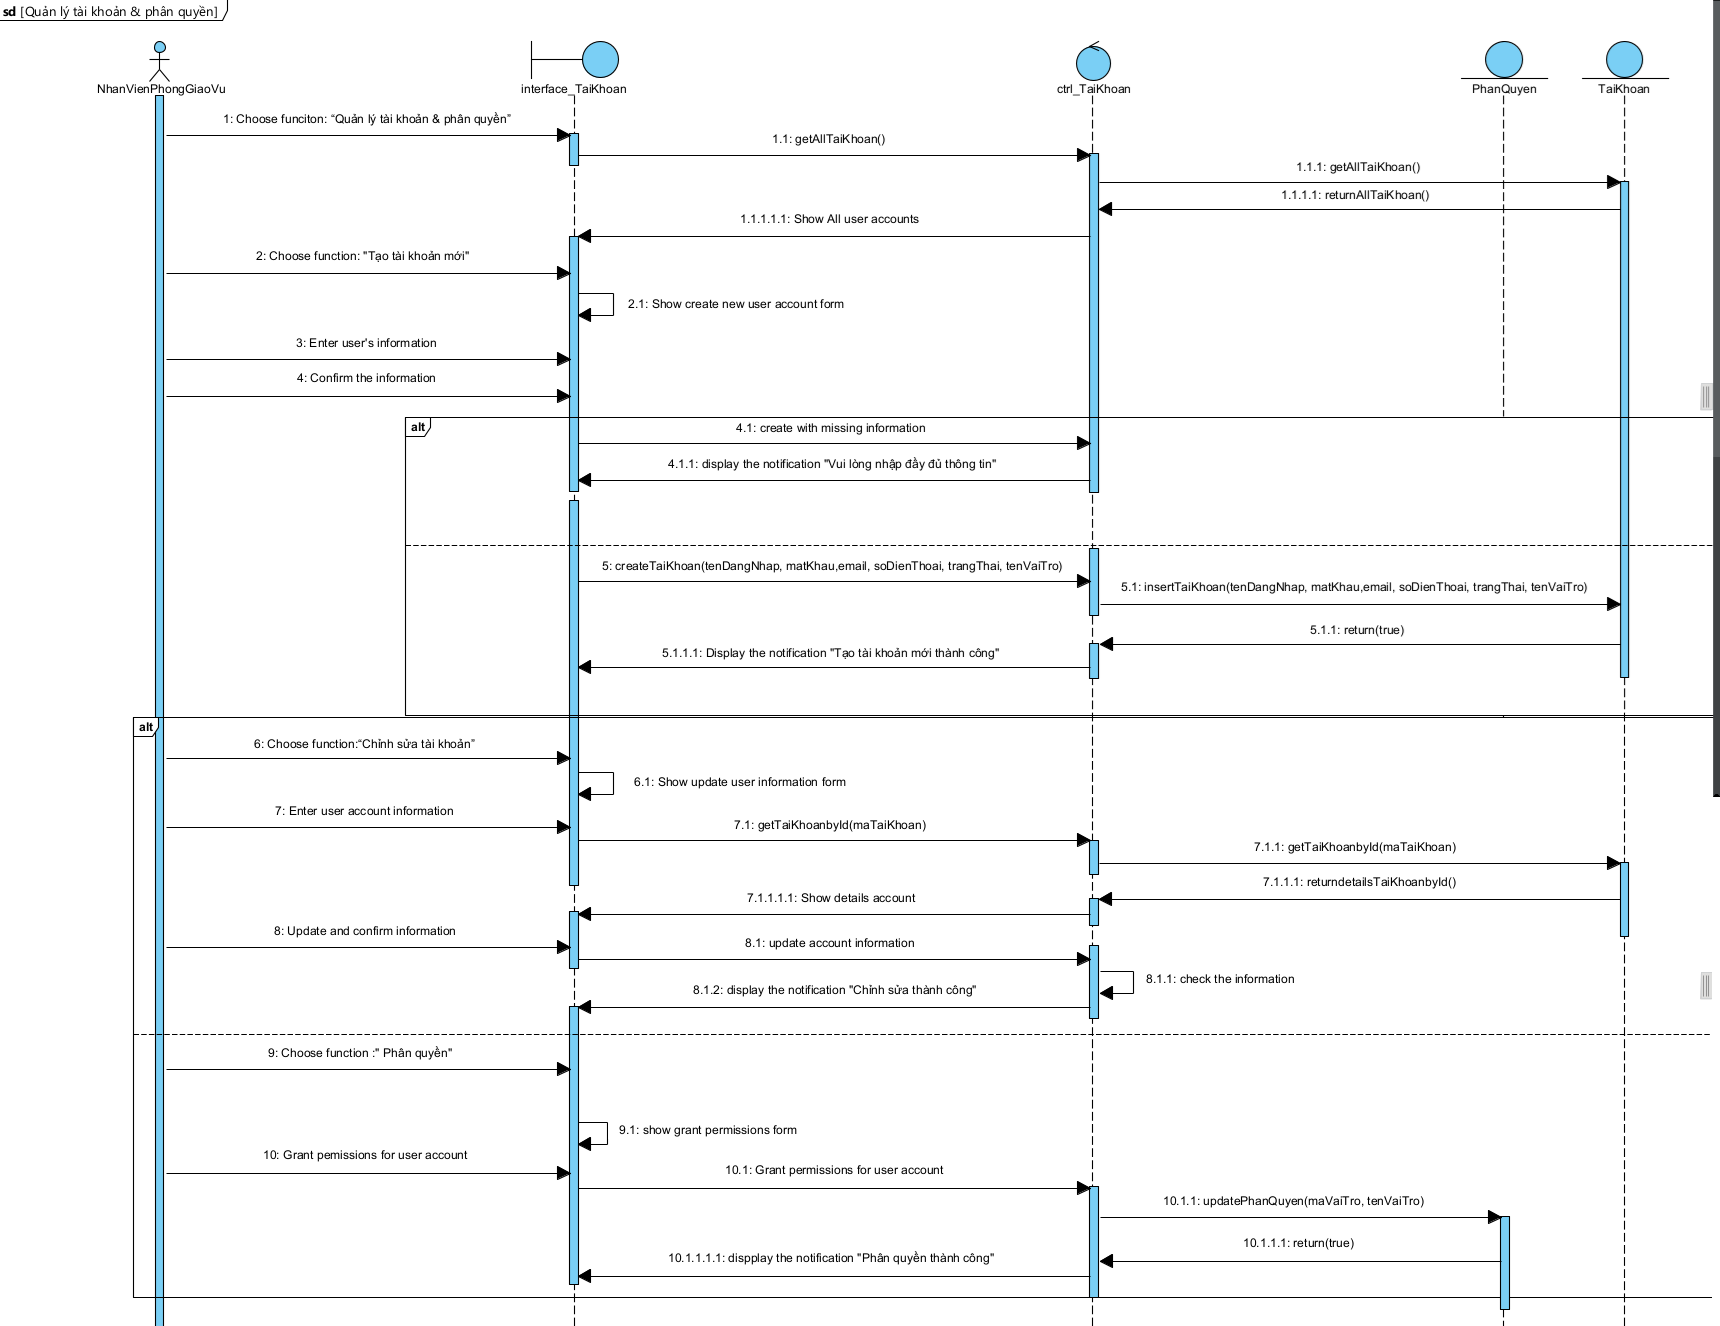 sd [Quản lý tài khoản & phân quyền]
NhanVienPhongGiaoVu
interface_TaiKhoan
ctrl_TaiKhoan
PhanQuyen
TaiKhoan
1: Choose funciton: “Quản lý tài khoản & phân quyền”
1.1: getAllTaiKhoan()
1.1.1: getAllTaiKhoan()
1.1.1.1: returnAllTaiKhoan()
1.1.1.1.1: Show All user accounts
2: Choose function: "Tạo tài khoản mới"
2.1: Show create new user account form
3: Enter user's information
4: Confirm the information
alt
4.1: create with missing information
4.1.1: display the notification "Vui lòng nhập đầy đủ thông tin"
5: createTaiKhoan(tenDangNhap, matKhau,email, soDienThoai, trangThai, tenVaiTro)
5.1: insertTaiKhoan(tenDangNhap, matKhau,email, soDienThoai, trangThai, tenVaiTro)
5.1.1: return(true)
5.1.1.1: Display the notification "Tạo tài khoản mới thành công"
alt
6: Choose function:“Chỉnh sửa tài khoản”
6.1: Show update user information form
7: Enter user account information
7.1: getTaiKhoanbyId(maTaiKhoan)
7.1.1: getTaiKhoanbyId(maTaiKhoan)
7.1.1.1: returndetailsTaiKhoanbyId()
7.1.1.1.1: Show details account
8: Update and confirm information
8.1: update account information
8.1.1: check the information
8.1.2: display the notification "Chỉnh sửa thành công"
9: Choose function :" Phân quyền"
9.1: show grant permissions form
10: Grant pemissions for user account
10.1: Grant permissions for user account
10.1.1: updatePhanQuyen(maVaiTro, tenVaiTro)
10.1.1.1: return(true)
10.1.1.1.1: dispplay the notification "Phân quyền thành công"